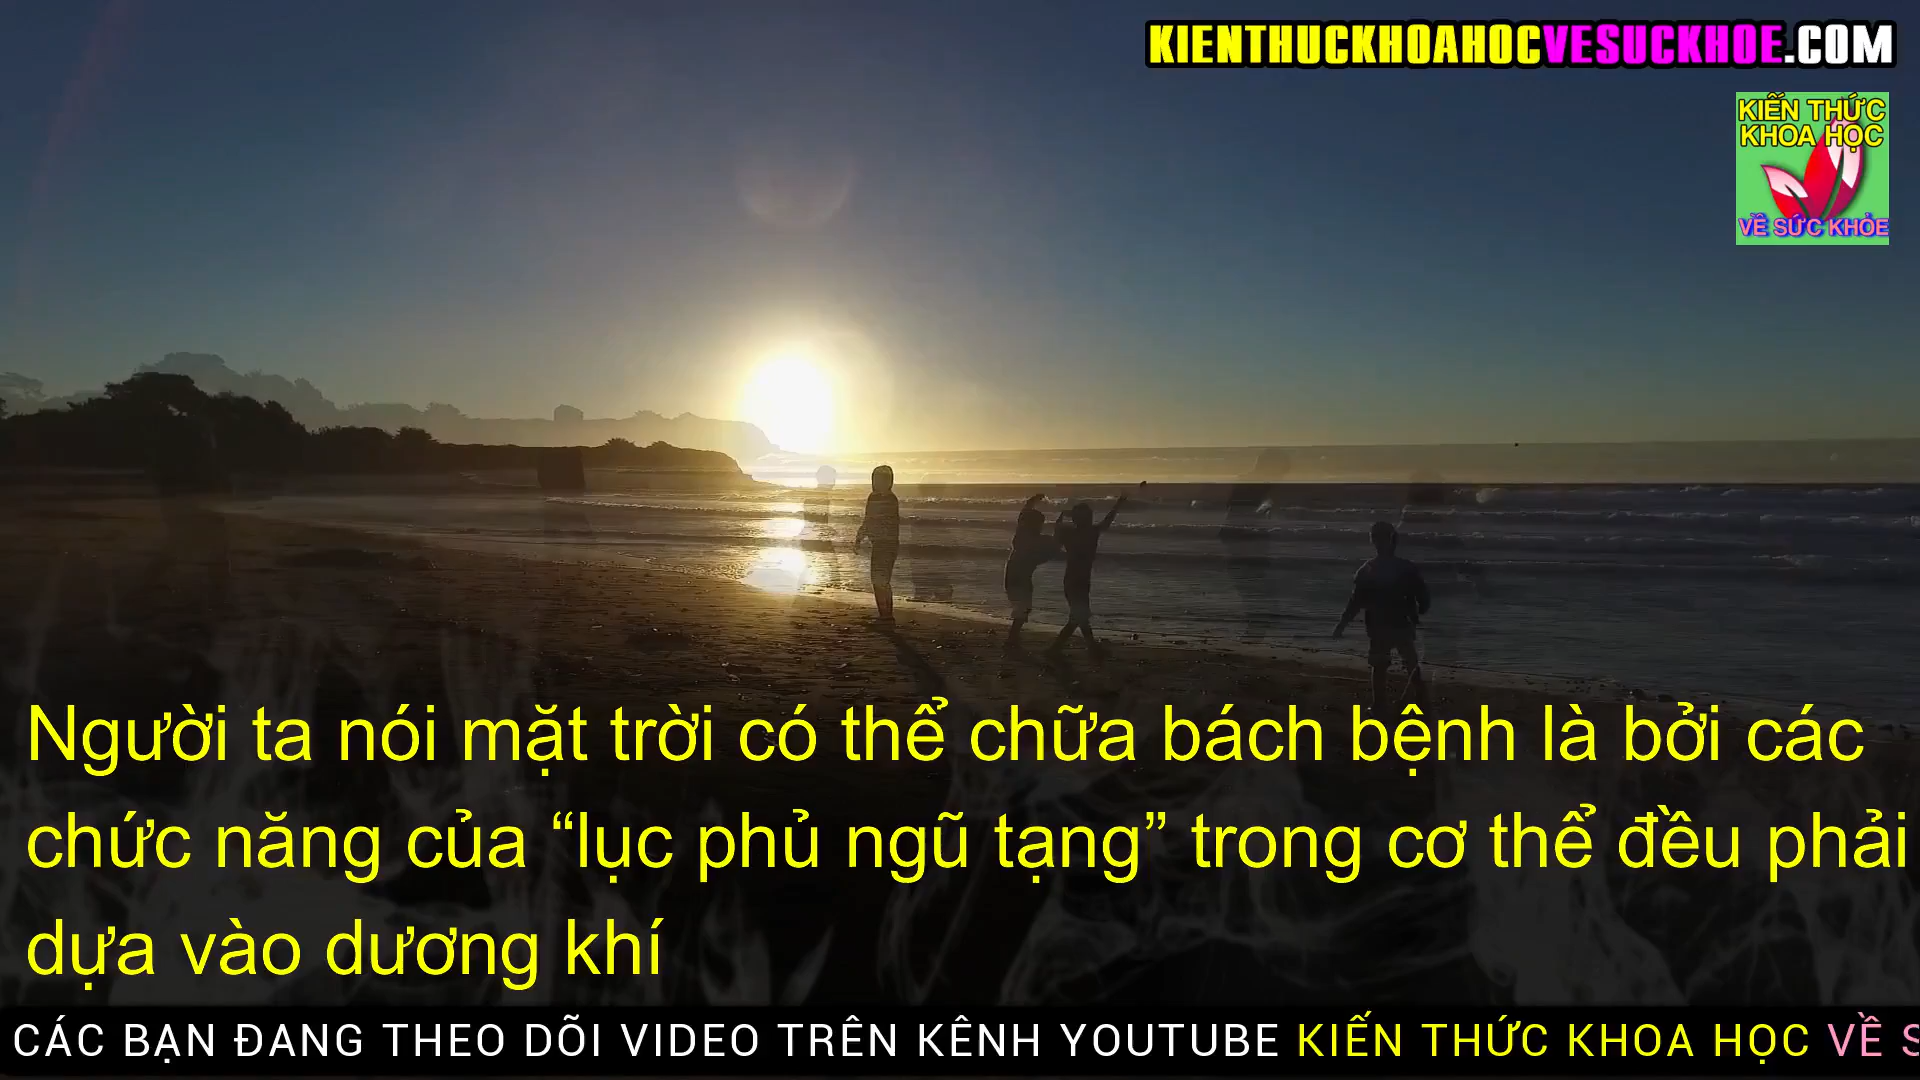 KIENTHUCKHOAHOCVESUCKHOE.COM
KIẾN THỨC
KHOA HỌC
VỀ SỨC KHỎE
Người ta nói mặt trời có thể chữa bách bệnh là bởi các
chức năng của “lục phủ ngũ tạng” trong cơ thể đều phải
dựa vào dương khí
CÁC BẠN ĐANG THEO DÕI VIDEO TRÊN KÊNH YOUTUBE KIẾN THỨC KHOA HỌC VỀ